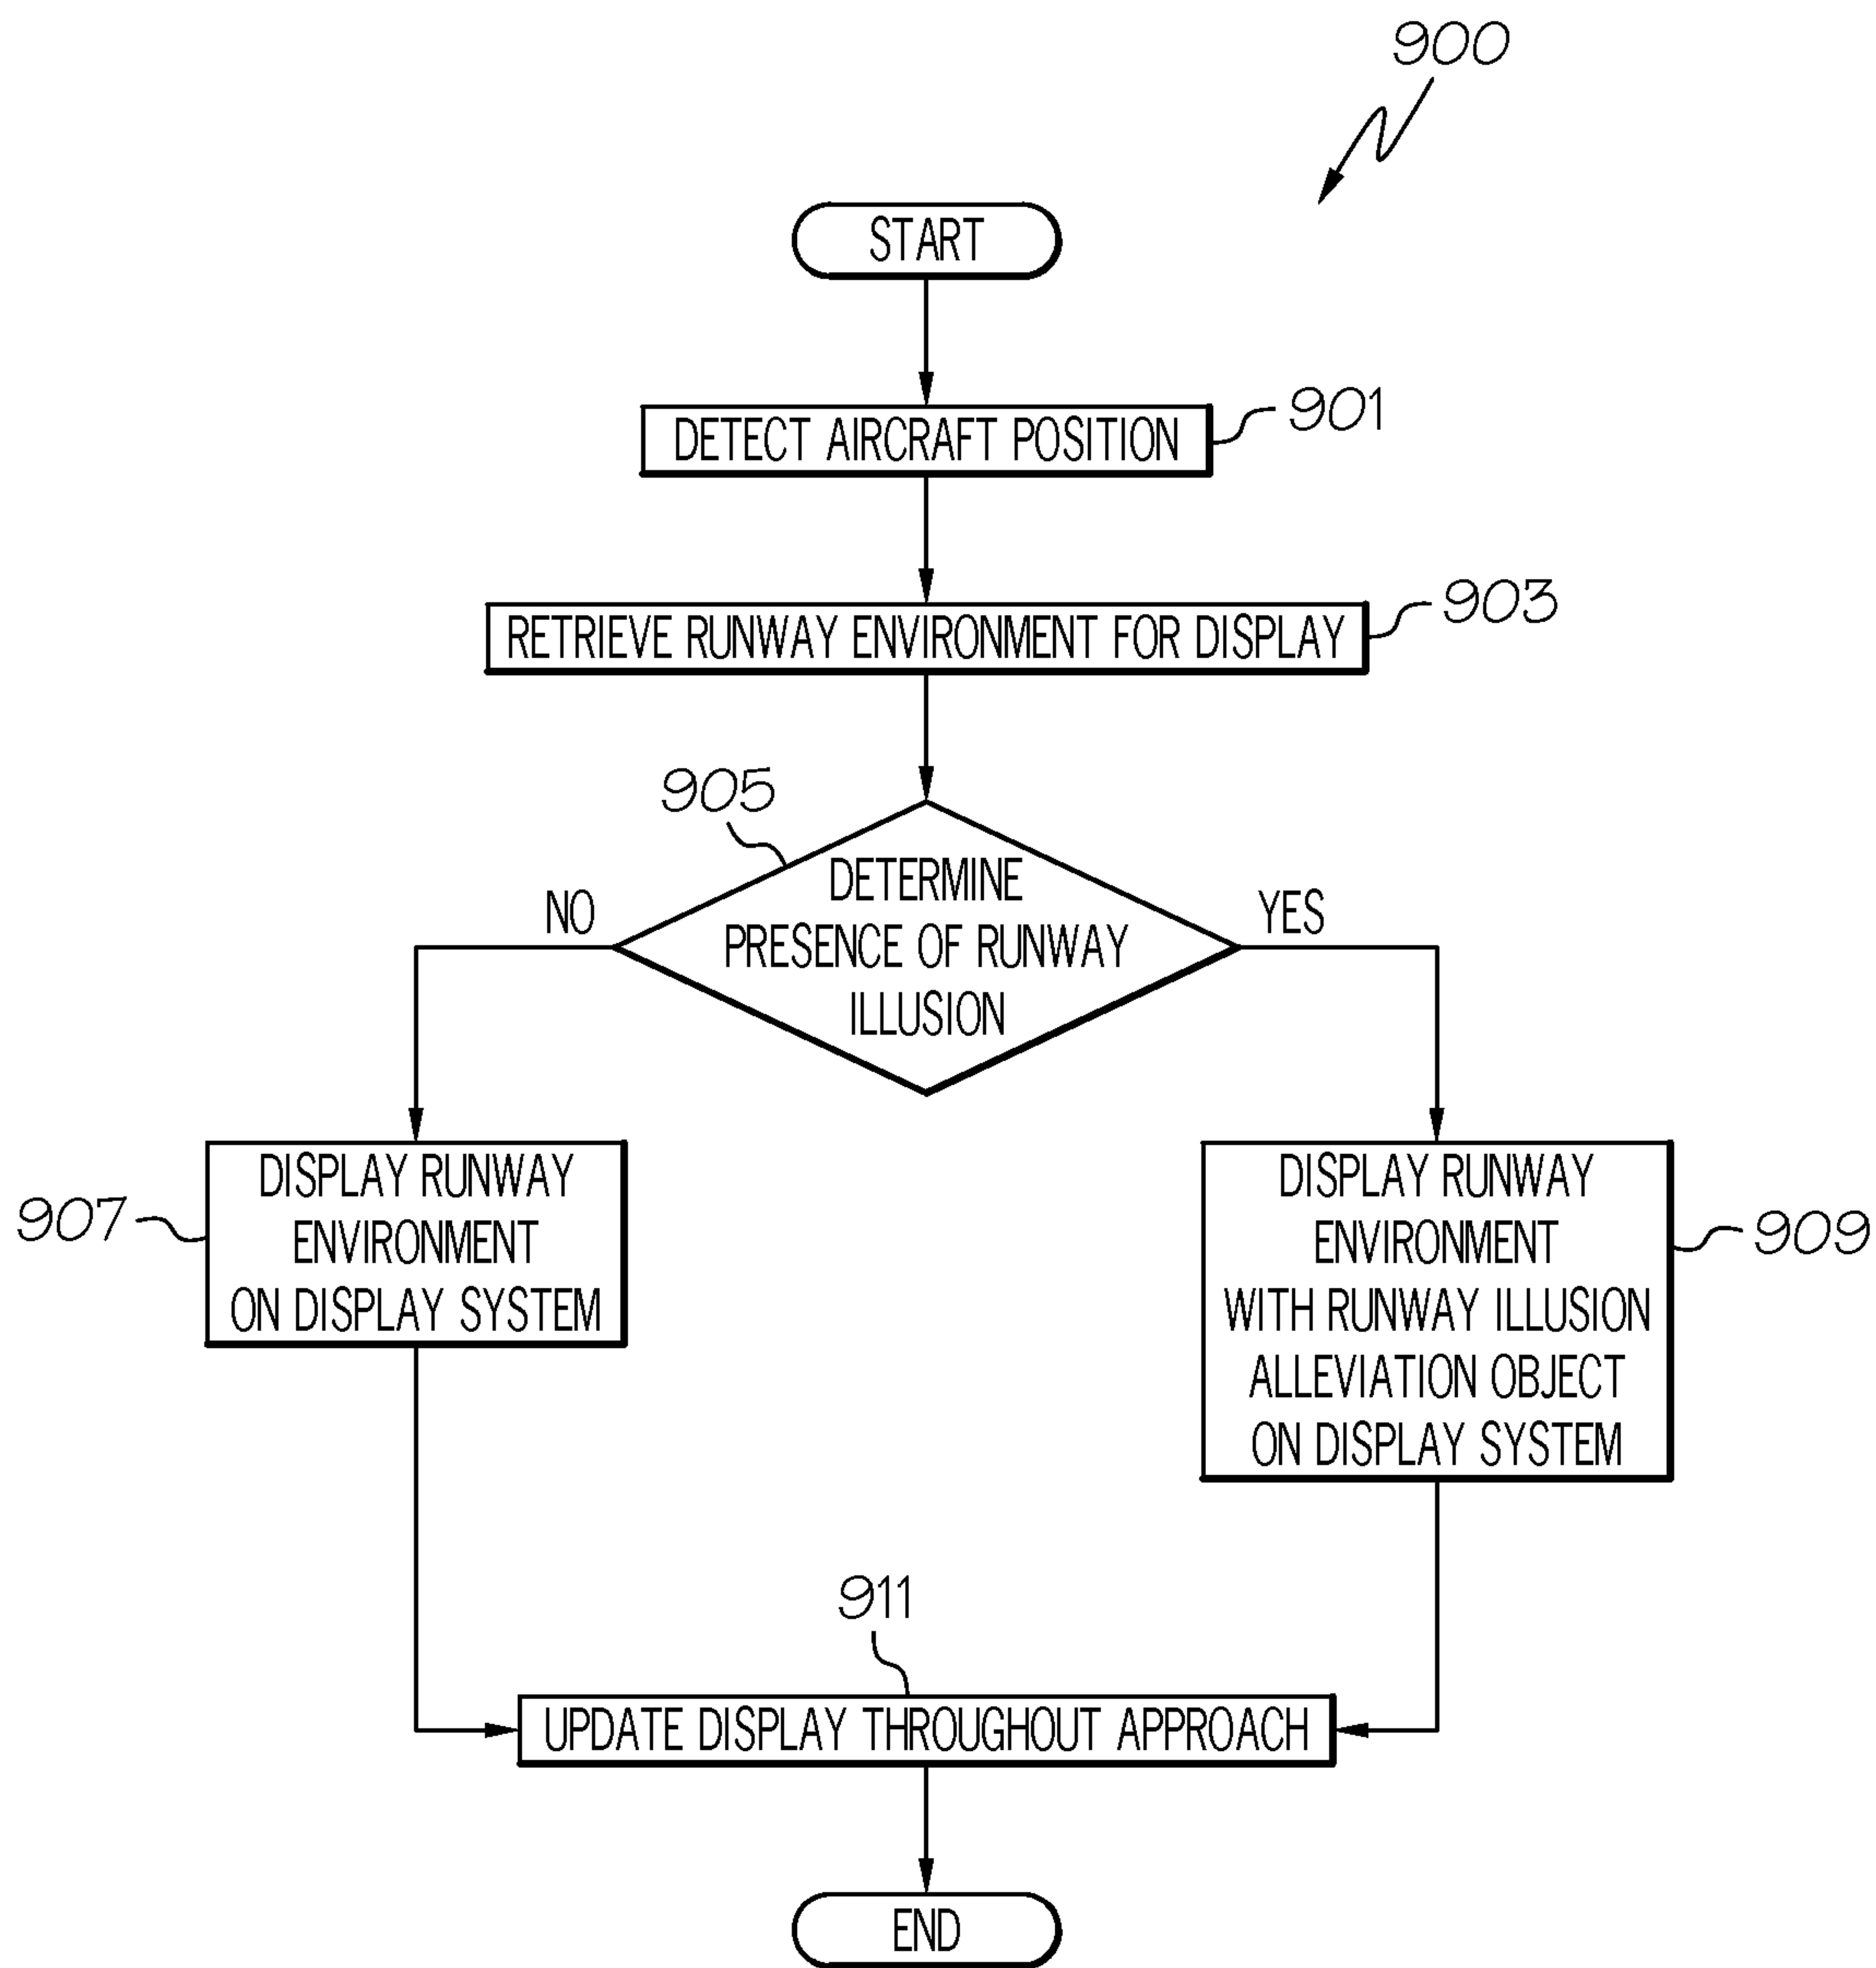 900
START
DETECT AIRCRAFT POSITION
901
RETRIEVE RUNWAY ENVIRONMENT FOR DISPLAY
903
905
DETERMINE
PRESENCE OF RUNWAY
ILLUSION
NO
YES
DISPLAY RUNWAY
ENVIRONMENT
ON DISPLAY SYSTEM
907
DISPLAY RUNWAY
ENVIRONMENT
WITH RUNWAY ILLUSION
ALLEVIATION OBJECT
ON DISPLAY SYSTEM
909
911
UPDATE DISPLAY THROUGHOUT APPROACH
END